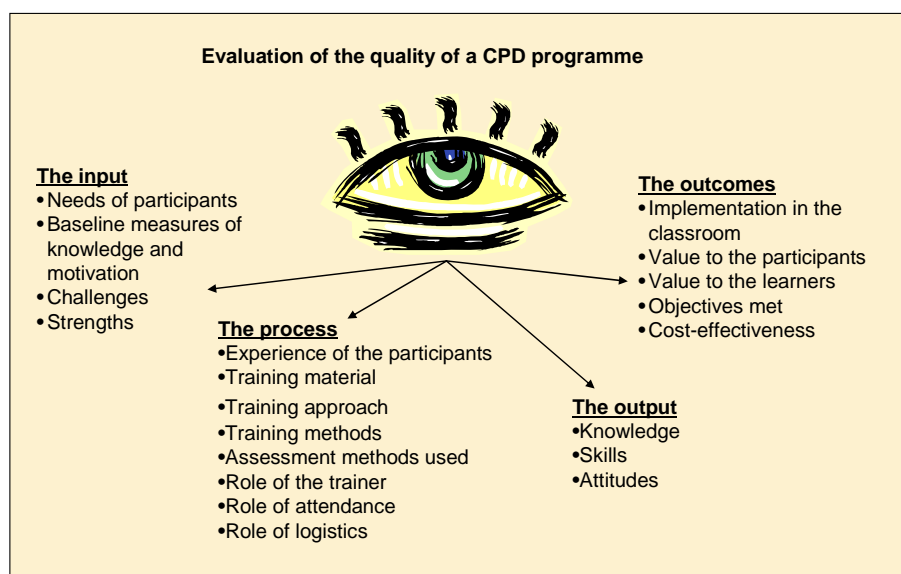 Evaluation of the quality of a CPD programme
The input
•Needs of participants
•Baseline measures of
knowledge and
motivation
•Challenges
•Strengths
The process
•Experience of the participants
•Training material
•Training approach
•Training methods
•Assessment methods used
•Role of the trainer
•Role of attendance
•Role of logistics
The output
•Knowledge
•Skills
•Attitudes
The outcomes
•Implementation in the
classroom
•Value to the participants
•Value to the learners
•Objectives met
•Cost-effectiveness